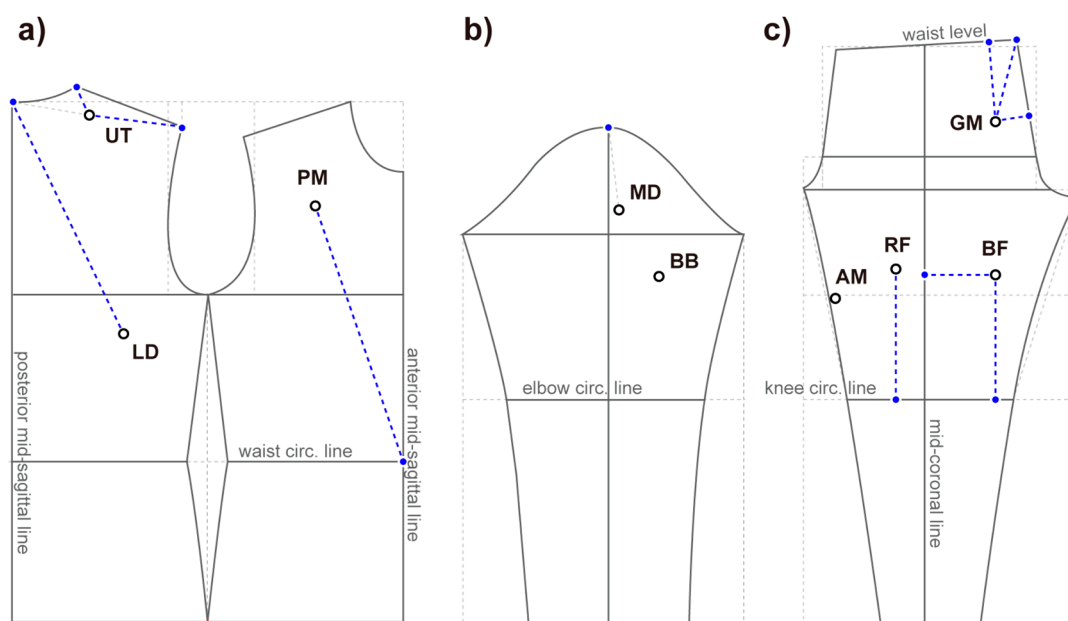 a)
UT
PM
LD
posterior mid-sagittal line
waist circ. line
anterior mid-sagittal line
b)
MD
BB
elbow circ. line
c)
waist level
GM
RF
BF
AM
knee circ. line
mid-coronal line